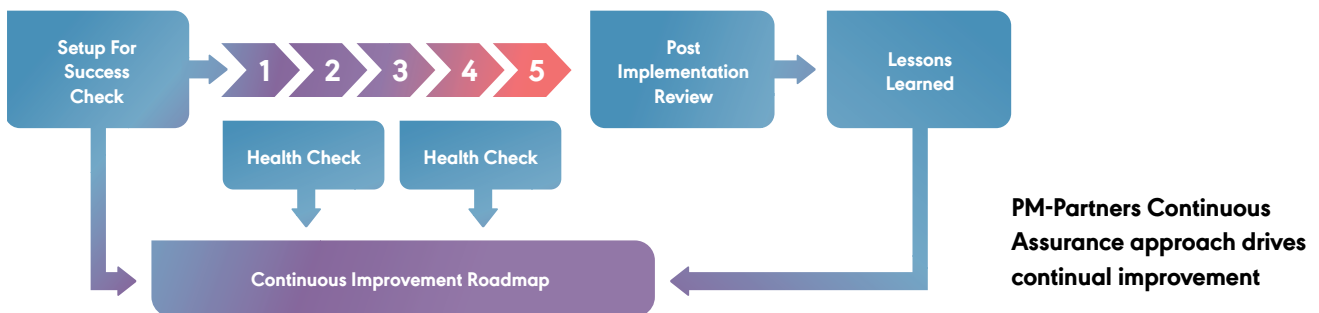 Setup For
Success
Check
1
2
3
4
5
Post
Implementation
Review
Lessons
Learned
Health Check
Health Check
Continuous Improvement Roadmap
PM-Partners Continuous
Assurance approach drives
continual improvement